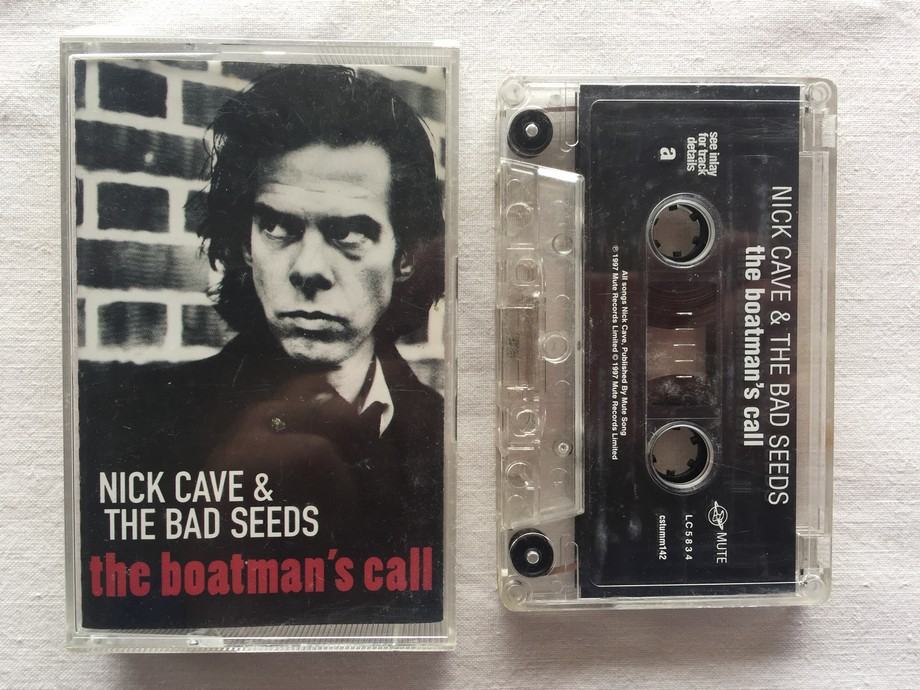 NICK CAVE &
THE BAD SEEDS
the boatman's call
NICK CAVE & THE BAD SEEDS
the boatman's call
see inlay
for track
details
a
All songs Nick Cave, Published By Mute Song
℗ 1997 Mute Records Limited © 1997 Mute Records Limited
MUTE
LC5834
cstumm142